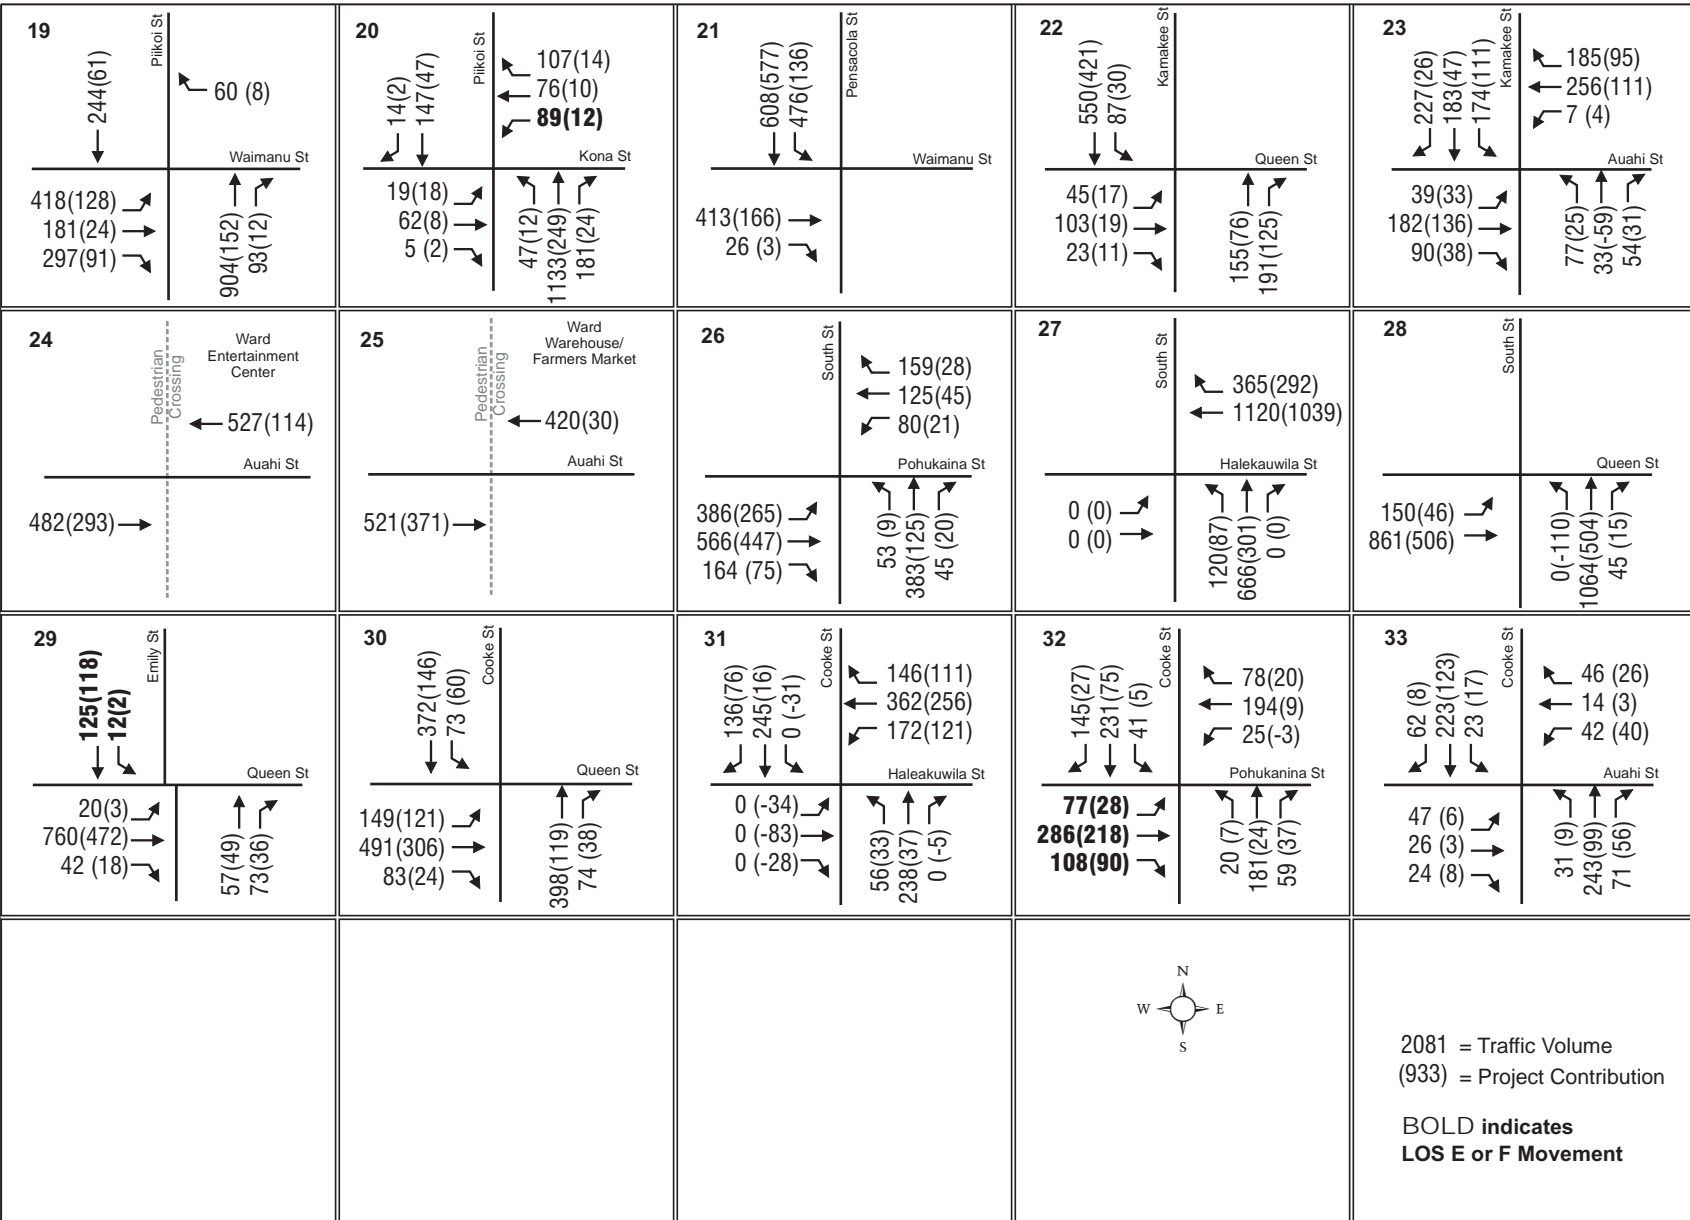 19
Piikoi St
244(61)
60 (8)
Waimanu St
418(128)
181(24)
297(91)
904(152)
93(12)
20
Piikoi St
14(2)
147(47)
107(14)
76(10)
89(12)
Kona St
19(18)
62(8)
5 (2)
47(12)
1133(249)
181(24)
21
Pensacola St
608(577)
476(136)
Waimanu St
413(166)
26 (3)
22
Kamakee St
550(421)
87(30)
Queen St
45(17)
103(19)
23(11)
155(76)
191(125)
23
Kamakee St
227(26)
183(47)
174(111)
185(95)
256(111)
7 (4)
Auahi St
39(33)
182(136)
90(38)
77(25)
33(-59)
54(31)
24
Pedestrian
Crossing
Ward
Entertainment
Center
527(114)
Auahi St
482(293)
25
Pedestrian
Crossing
Ward
Warehouse/
Farmers Market
420(30)
Auahi St
521(371)
26
South St
159(28)
125(45)
80(21)
Pohukaina St
386(265)
566(447)
164 (75)
53 (9)
383(125)
45 (20)
27
South St
365(292)
1120(1039)
Halekauwila St
0 (0)
0 (0)
120(87)
666(301)
0 (0)
28
South St
Queen St
150(46)
861(506)
0(-110)
1064(504)
45 (15)
29
Emily St
125(118)
12(2)
Queen St
20(3)
760(472)
42 (18)
57(49)
73(36)
30
Cooke St
372(146)
73 (60)
Queen St
149(121)
491(306)
83(24)
398(119)
74 (38)
31
Cooke St
136(76)
245(16)
0 (-31)
146(111)
362(256)
172(121)
Haleakuwila St
0 (-34)
0 (-83)
0 (-28)
56(33)
238(37)
0 (-5)
32
Cooke St
145(27)
231(75)
41 (5)
78(20)
194(9)
25(-3)
Pohukanina St
77(28)
286(218)
108(90)
20 (7)
181(24)
59 (37)
33
Cooke St
62 (8)
223(123)
23 (17)
46 (26)
14 (3)
42 (40)
Auahi St
47 (6)
26 (3)
24 (8)
31 (9)
243(99)
71 (56)
N
W E
S
2081 = Traffic Volume
(933) = Project Contribution
BOLD indicates
LOS E or F Movement